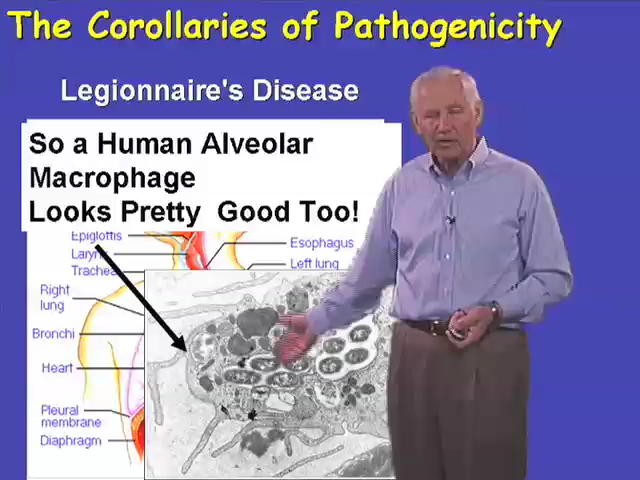 The Corollaries of Pathogenicity
Legionnaire's Disease
So a Human Alveolar
Macrophage
Looks Pretty Good Too!
Epiglottis
Larynx
Trachea
Esophagus
Left lung
Right
lung
Bronchi
Heart
Pleural
membrane
Diaphragm